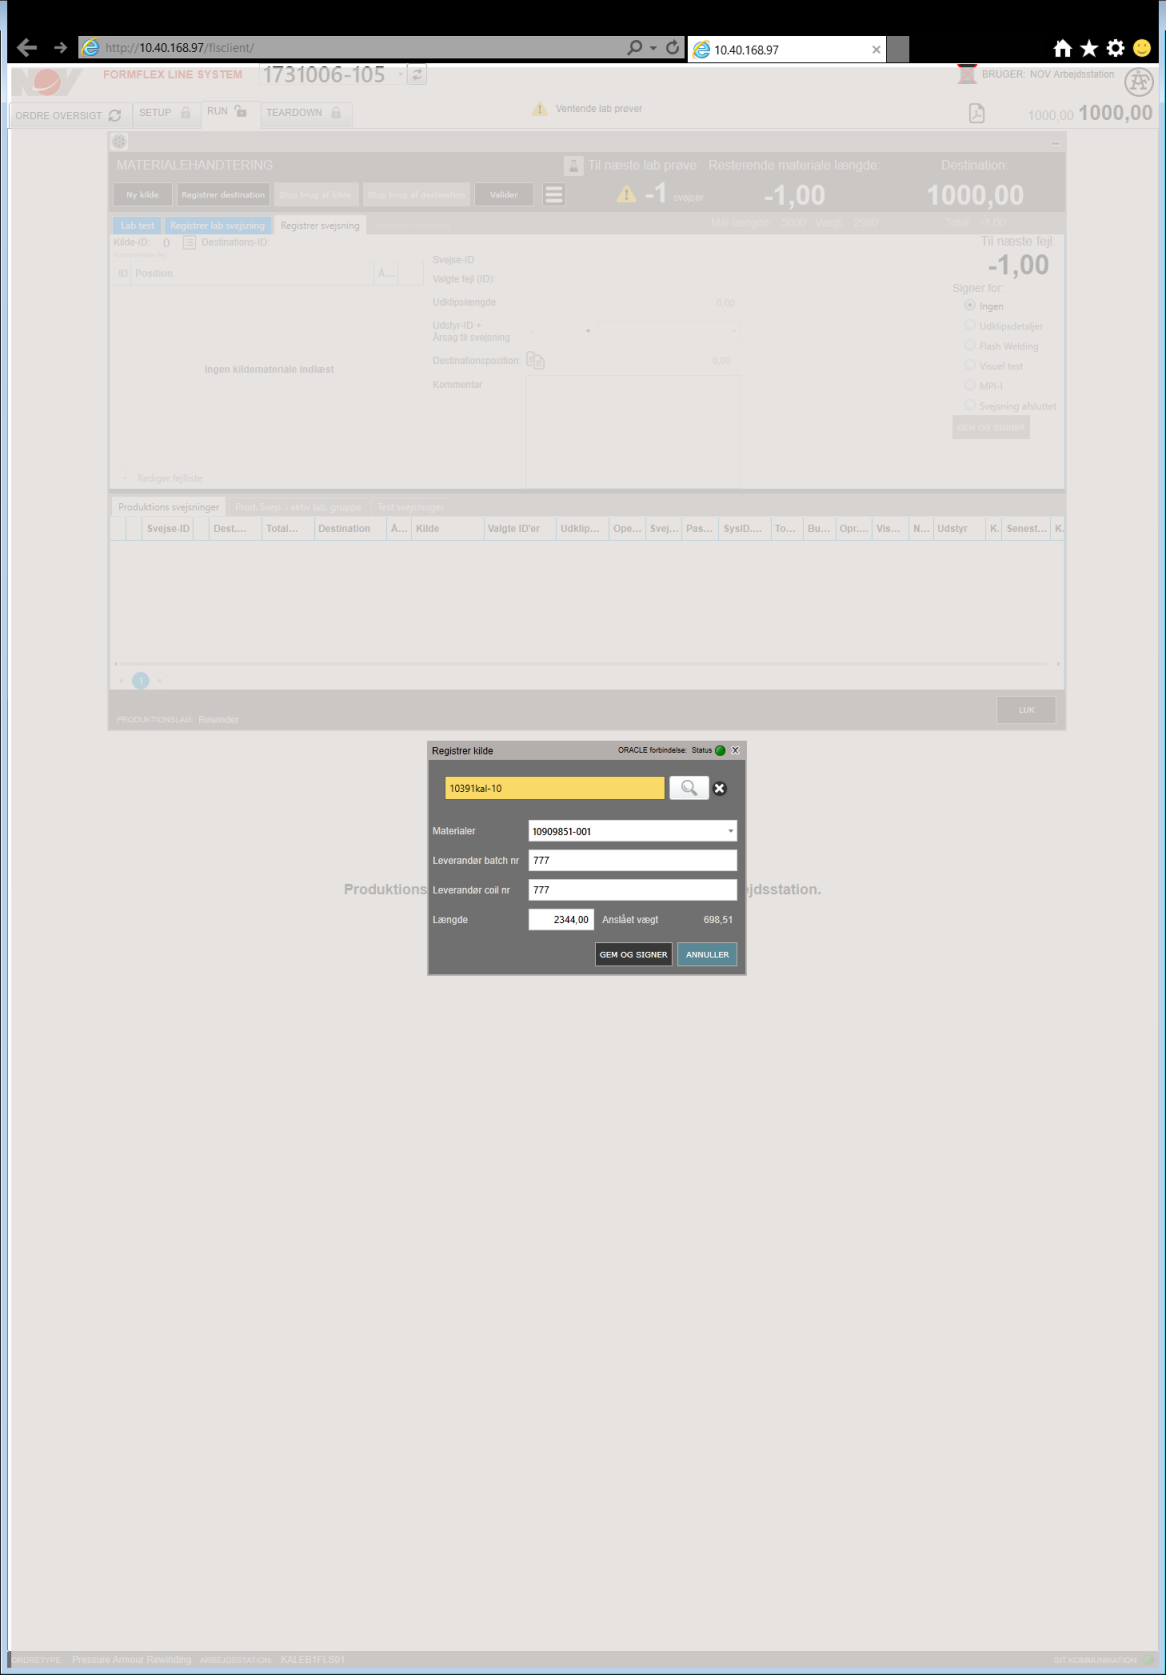 http://10.40.168.97/fisclient/
10.40.168.97
NOV
FORMFLEX LINE SYSTEM
1731006-105
BRUGER: NOV Arbejdsstation
ORDRE OVERSIGT
SETUP
RUN
TEARDOWN
Ventende lab prøver
1000,00 1000,00
MATERIALEHANDTERING
Til næste lab prøve:
Resterende materiale længde:
Destination:
Ny kilde
Registrer destination
Stop brug af kilde
Stop brug af destination
Valider
-1 svejser
-1,00
1000,00
Mål længde: 5000 Vægt: 2980
Total: -1,00
Lab test
Registrer lab svejsning
Registrer svejsning
Kilde-ID: ()
Destinations-ID:
Kommende fejl
ID
Position
Å...
Ingen kildemateriale indlæst
+ Rediger fejlliste
Svejse-ID
Valgte fejl (ID):
Udklipslængde
0,00
Udstyr-ID +
Årsag til svejsning
+
Destinationsposition:
0,00
Kommentar
Til næste fejl:
-1,00
Signer for:
Ingen
Udklipsdetaljer
Flash Welding
Visuel test
MPI-I
Svejsning afsluttet
GEM OG SIGNER
Produktions svejsninger
Prod. Svejs. i aktiv lab. gruppe
Test svejsninger
Svejse-ID
Dest....
Total...
Destination
Å...
Kilde
Valgte ID'er
Udklip...
Ope...
Svej...
Pas...
SysID....
To...
Bu...
Opr....
Vis...
N...
Udstyr
K.
Senest...
K.
1
PRODUKTIONSLAG: Rewinder
LUK
Registrer kilde
ORACLE forbindelse: Status
X
10391kal-10
Materialer
10909851-001
Leverandør batch nr
777
Produktions
jdsstation.
Leverandør coil nr
777
Længde
2344,00
Anslået vægt
698,51
GEM OG SIGNER
ANNULLER
ORDRETYPE: Pressure Armour Rewinding
ARBEJDSSTATION: KALEB1FLS01
SIT KOMMUNIKATION: